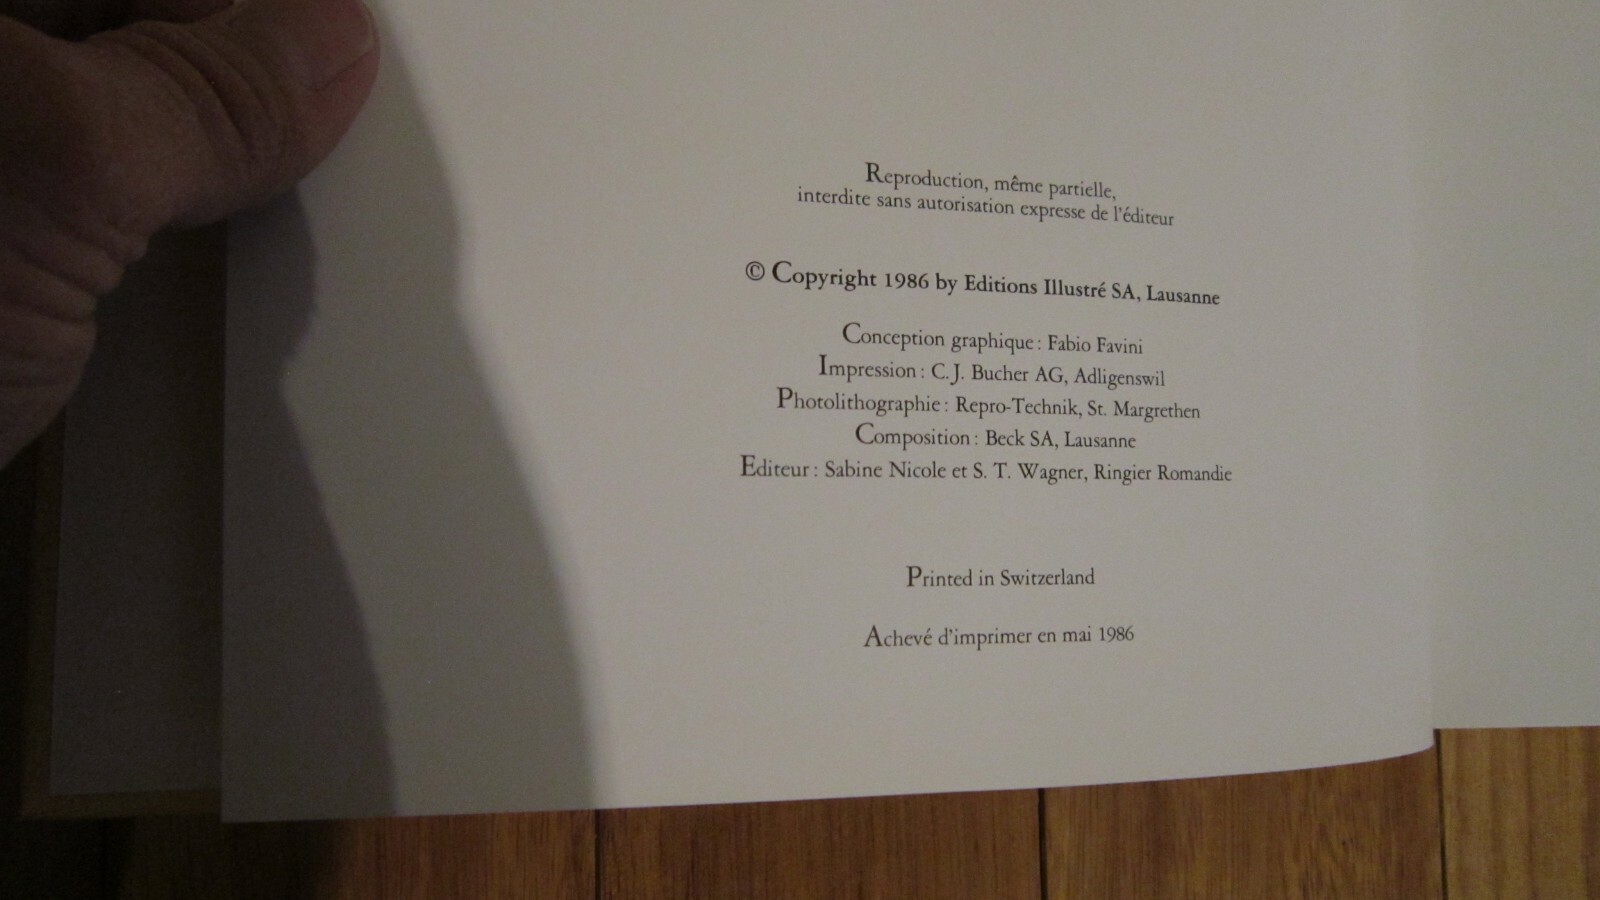 Reproduction, même partielle,
interdite sans autorisation expresse de l'éditeur
© Copyright 1986 by Editions Illustré SA, Lausanne
Conception graphique : Fabio Favini
Impression : C.J. Bucher AG, Adligenswil
Photolithographie : Repro-Technik, St. Margrethen
Composition : Beck SA, Lausanne
Editeur : Sabine Nicole et S. T. Wagner, Ringier Romandie
Printed in Switzerland
Achevé d'imprimer en mai 1986